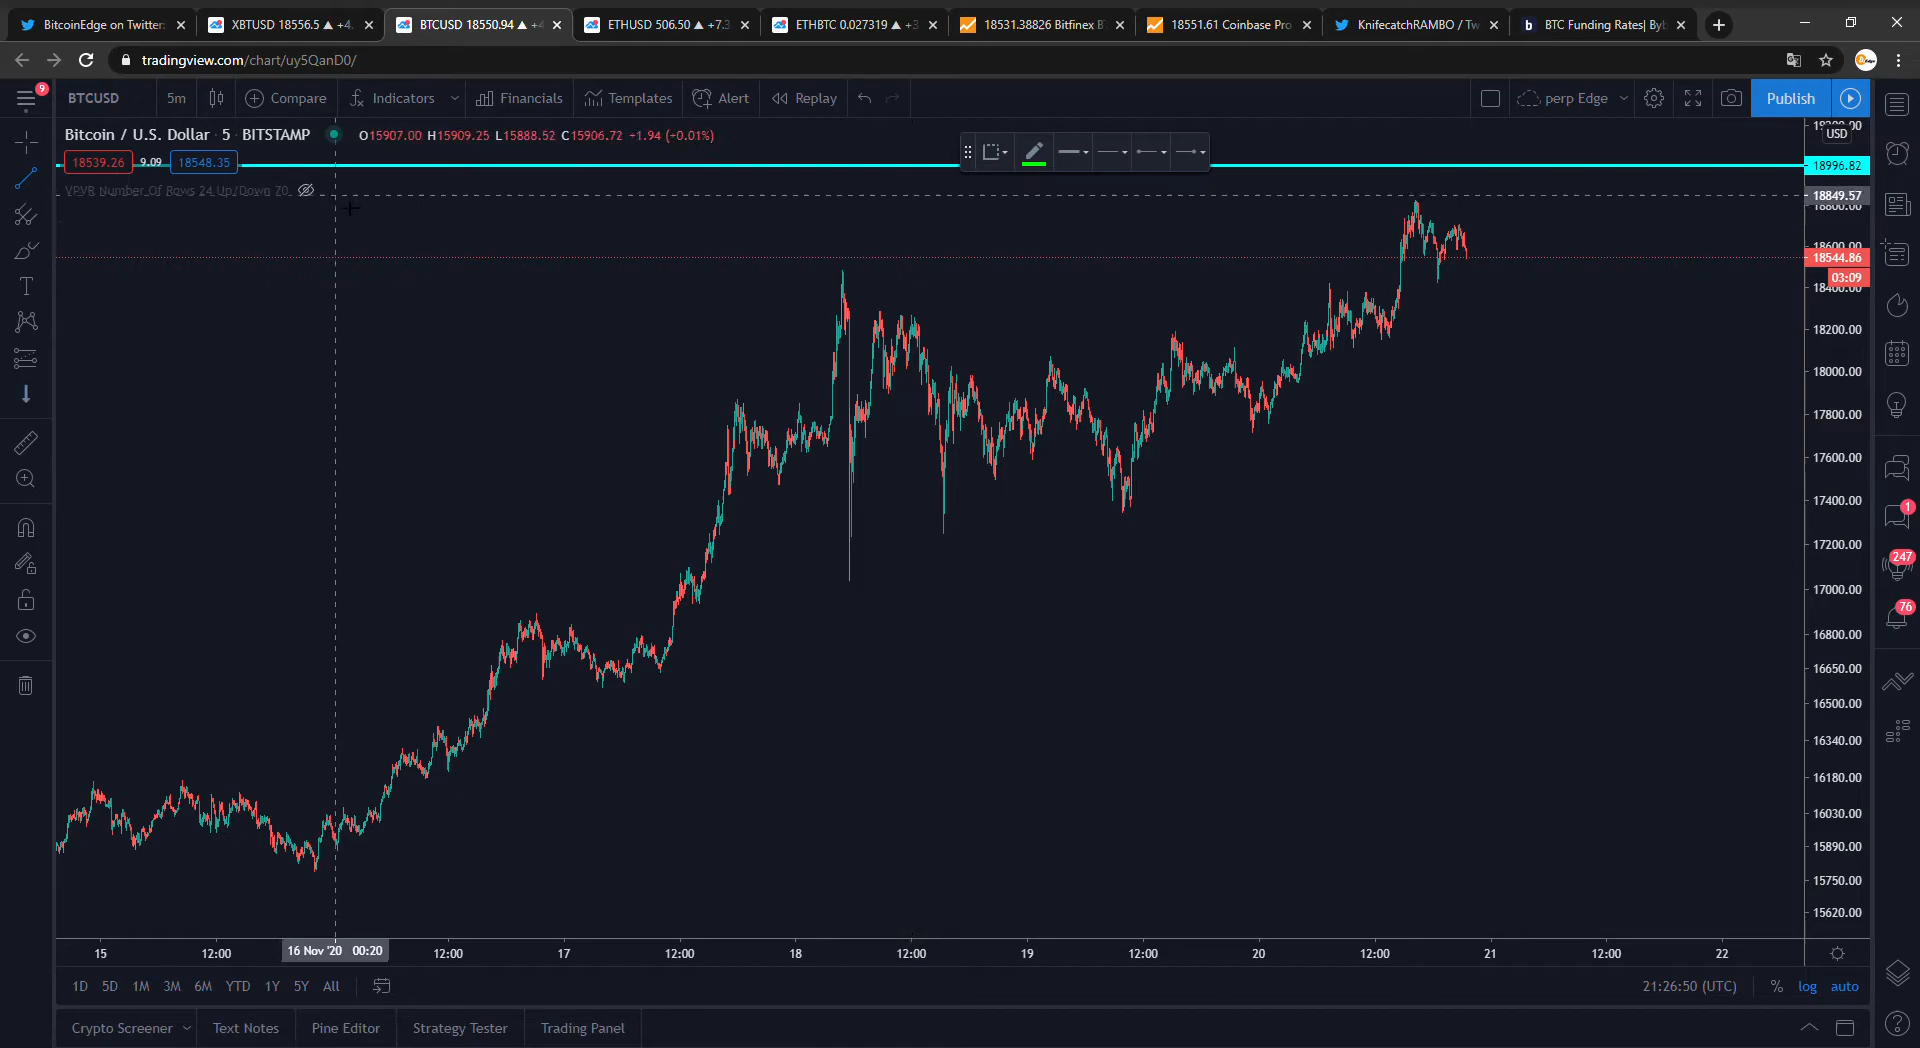 BitcoinEdge on Twitter:
XBTUSD 18556.5 ▲ +4.
BTCUSD 18550.94 ▲ +4
ETHUSD 506.50 ▲ +7.3
ETHBTC 0.027319 ▲ +3
18531.38826 Bitfinex B
18551.61 Coinbase Pro
KnifecatchRAMBO / Tw
BTC Funding Rates| Byb
tradingview.com/chart/uy5QanD0/
9
BTCUSD 5m Compare Indicators Financials Templates Alert Replay perp Edge Publish
Bitcoin / U.S. Dollar · 5 · BITSTAMP O15907.00 H15909.25 L15888.52 C15906.72 +1.94 (+0.01%)
18539.26 9.09 18548.35
VPVR Number Of Rows 24 Up/Down 70
USD
18996.82
18849.57
18800.00
18600.00
18544.86
03:09
18400.00
18200.00
18000.00
17800.00
17600.00
17400.00
17200.00
17000.00
16800.00
16650.00
16500.00
16340.00
16180.00
16030.00
15890.00
15750.00
15620.00
1
247
76
15 12:00 16 Nov '20 00:20 12:00 17 12:00 18 12:00 19 12:00 20 12:00 21 12:00 22
1D 5D 1M 3M 6M YTD 1Y 5Y All 21:26:50 (UTC) % log auto
Crypto Screener Text Notes Pine Editor Strategy Tester Trading Panel